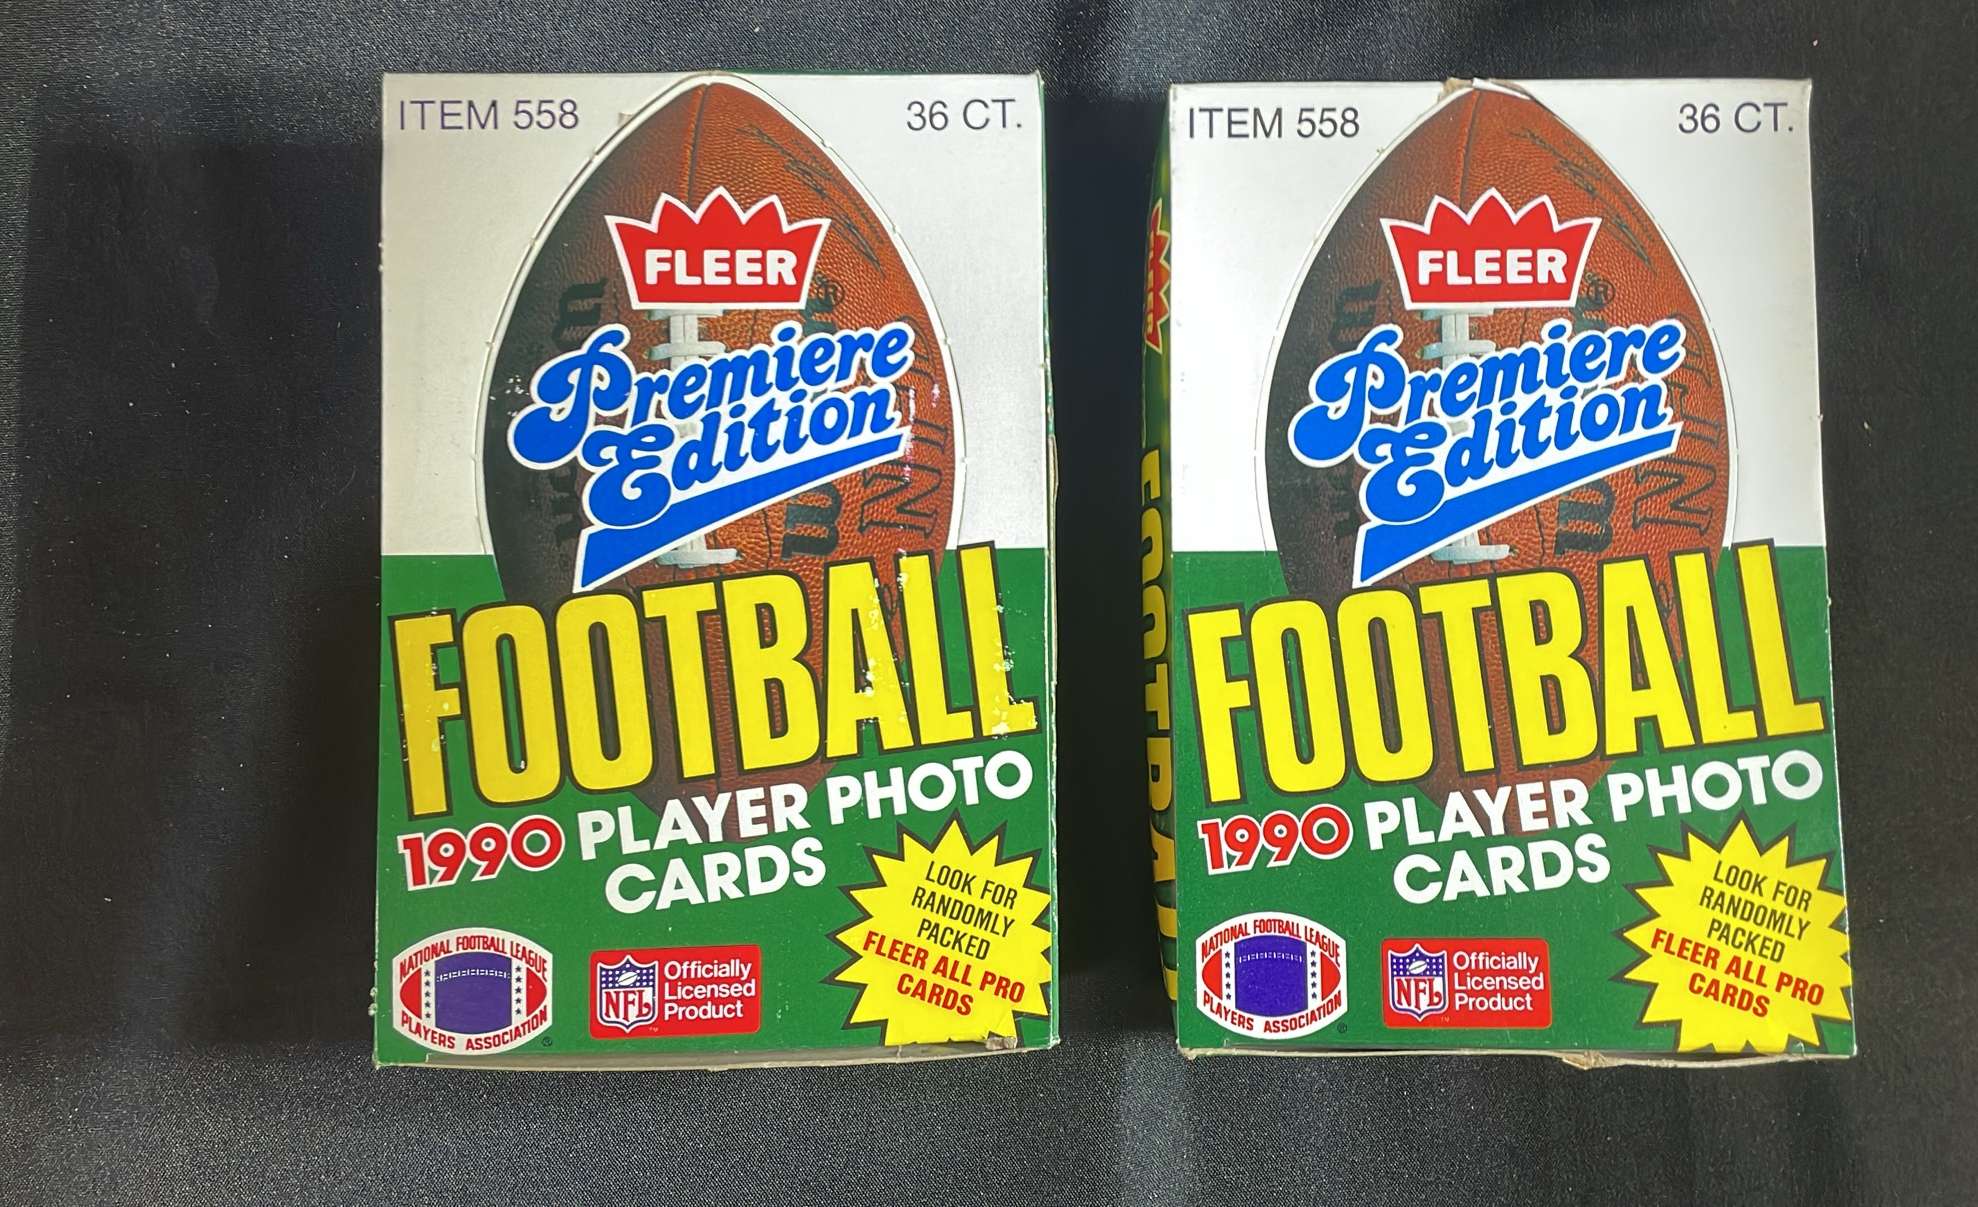 ITEM 558 36 CT.
FLEER
Premiere
Edition
FOOTBALL
1990 PLAYER PHOTO
CARDS
LOOK FOR
RANDOMLY
PACKED
FLEER ALL PRO
CARDS
NATIONAL FOOTBALL LEAGUE
PLAYERS ASSOCIATION
®
NFL
Officially
Licensed
Product
ITEM 558 36 CT.
FLEER
Premiere
Edition
FOOTBALL
1990 PLAYER PHOTO
CARDS
LOOK FOR
RANDOMLY
PACKED
FLEER ALL PRO
CARDS
NATIONAL FOOTBALL LEAGUE
PLAYERS ASSOCIATION
®
NFL
Officially
Licensed
Product
FOOTBALL